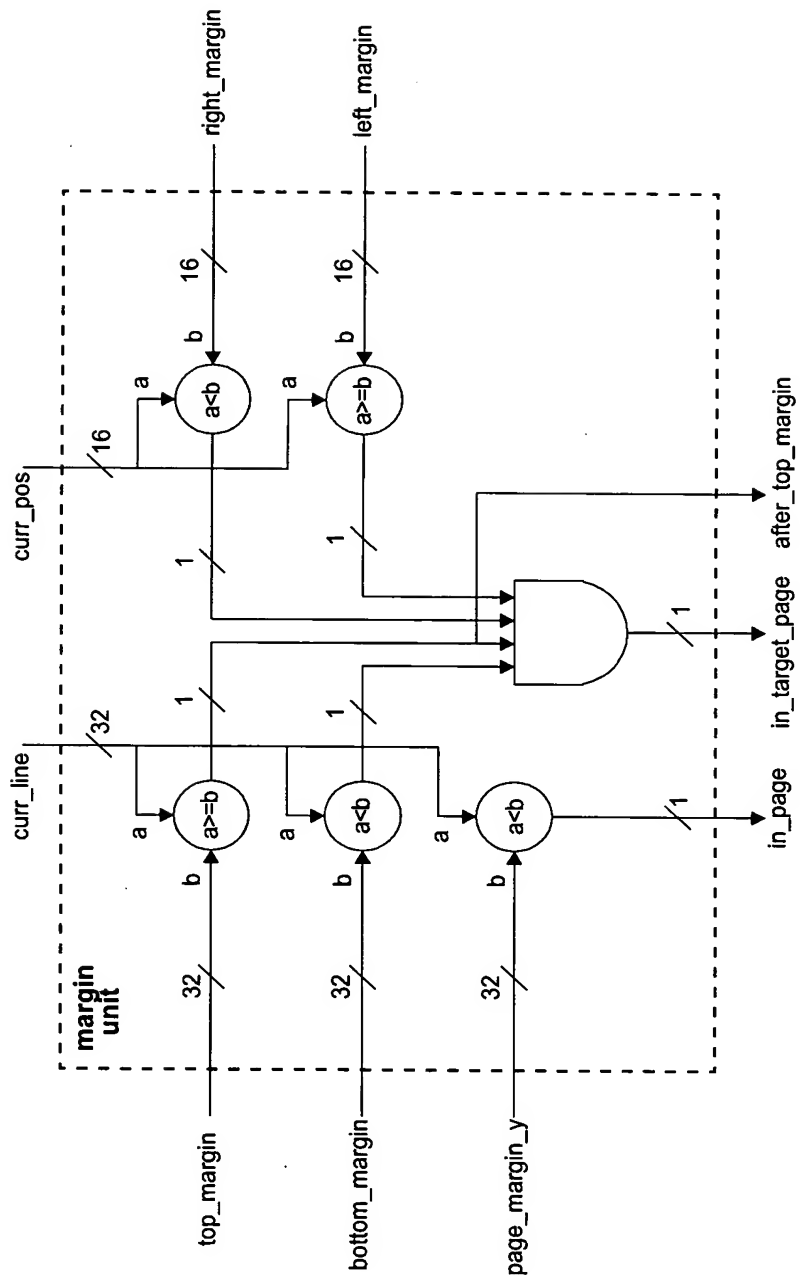 margin
unit
top_margin
bottom_margin
page_margin_y
curr_line
curr_pos
right_margin
left_margin
32
32
32
32
16
16
16
a
b
a>=b
a
b
a<b
a
b
a<b
a
b
a<b
a
b
a>=b
1
1
1
1
1
1
in_page
in_target_page
after_top_margin